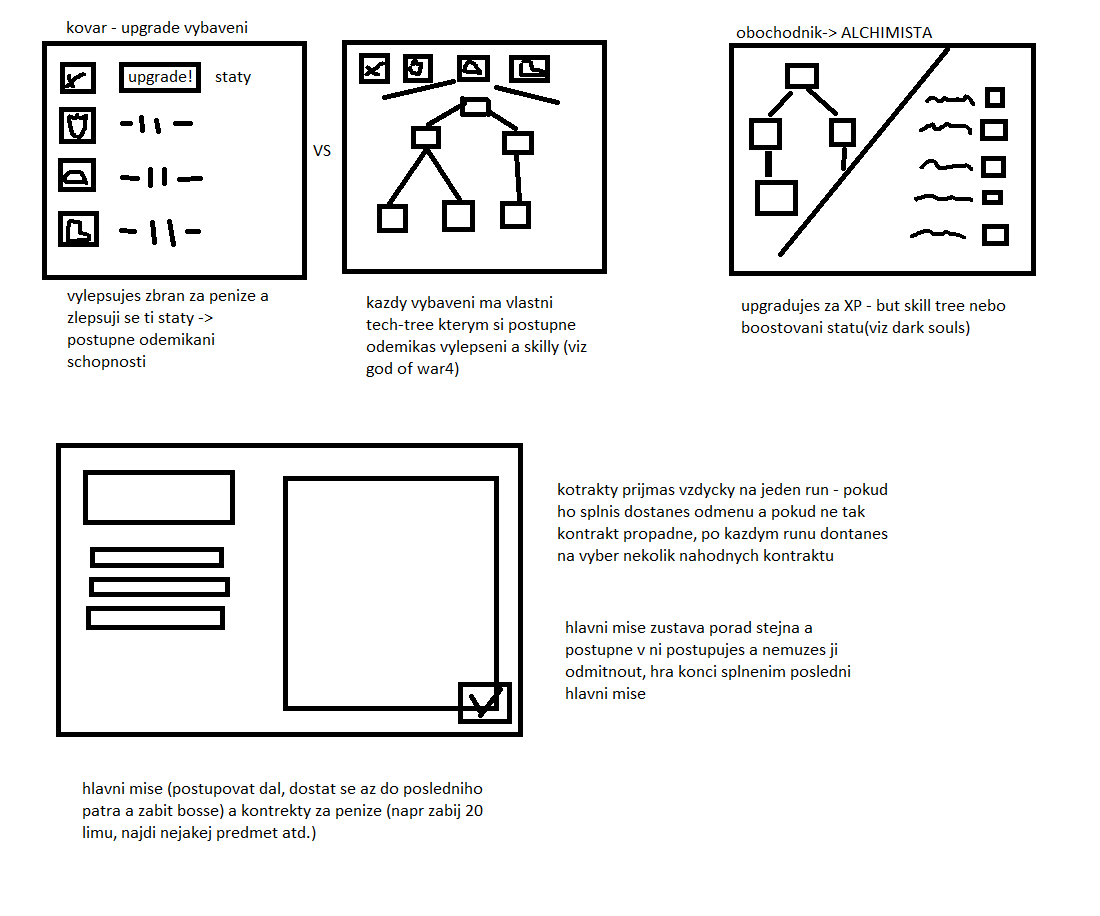 kovar - upgrade vybaveni
upgrade!
staty
vylepsujes zbran za penize a
zlepsuji se ti staty ->
postupne odemikani
schopnosti
VS
kazdy vybaveni ma vlastni
tech-tree kterym si postupne
odemikas vylepseni a skilly (viz
god of war4)
obochodnik-> ALCHIMISTA
upgradujes za XP - but skill tree nebo
boostovani statu(viz dark souls)
kotrakty prijmas vzdycky na jeden run - pokud
ho splnis dostanes odmenu a pokud ne tak
kontrakt propadne, po kazdym runu dontanes
na vyber nekolik nahodnych kontraktu
hlavni mise zustava porad stejna a
postupne v ni postupujes a nemuzes ji
odmitnout, hra konci splnenim posledni
hlavni mise
hlavni mise (postupovat dal, dostat se az do posledniho
patra a zabit bosse) a kontrekty za penize (napr zabij 20
limu, najdi nejakej predmet atd.)